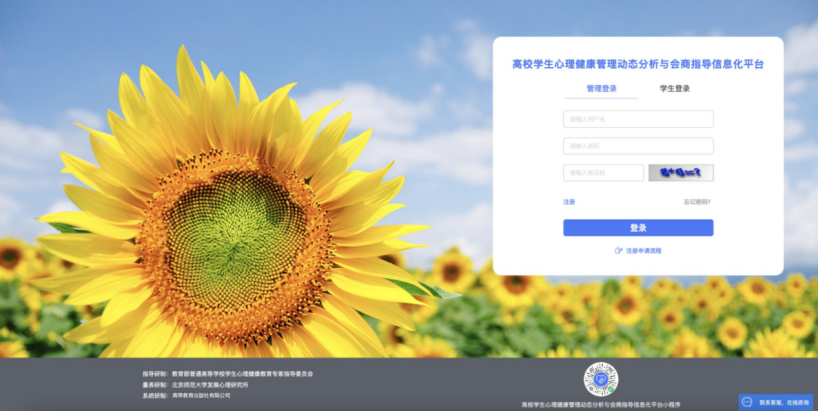 高校学生心理健康管理动态分析与会商指导信息化平台
管理登录
学生登录
请输入用户名
请输入密码
请输入验证码
注册
忘记密码?
登录
注册申请流程
指导研制：教育部普通高等学校学生心理健康教育专家指导委员会
量表研制：北京师范大学发展心理研究所
系统研制：高等教育出版社有限公司
高校学生心理健康管理动态分析与会商指导信息化平台小程序
联系客服，在线咨询